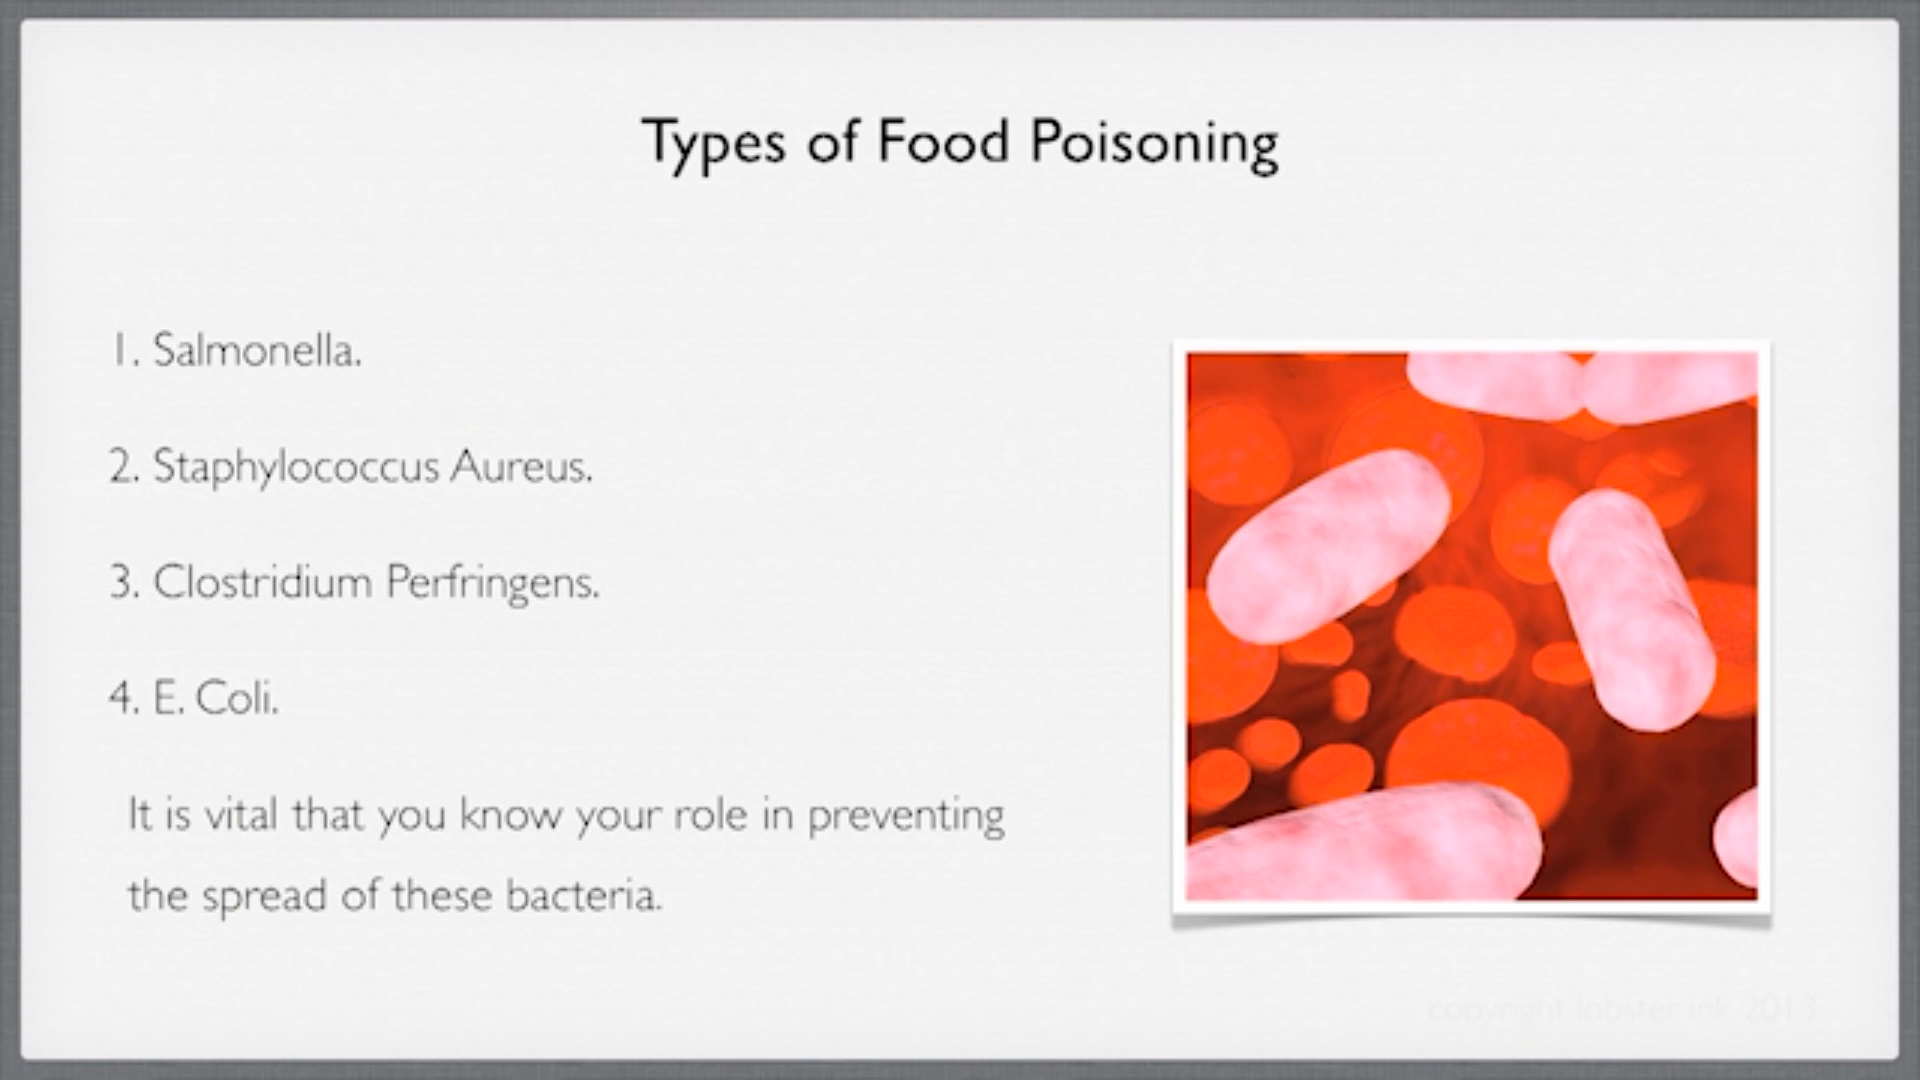 Types of Food Poisoning
1. Salmonella.
2. Staphylococcus Aureus.
3. Clostridium Perfringens.
4. E. Coli.
It is vital that you know your role in preventing
the spread of these bacteria.
copyright lobster ink 2013